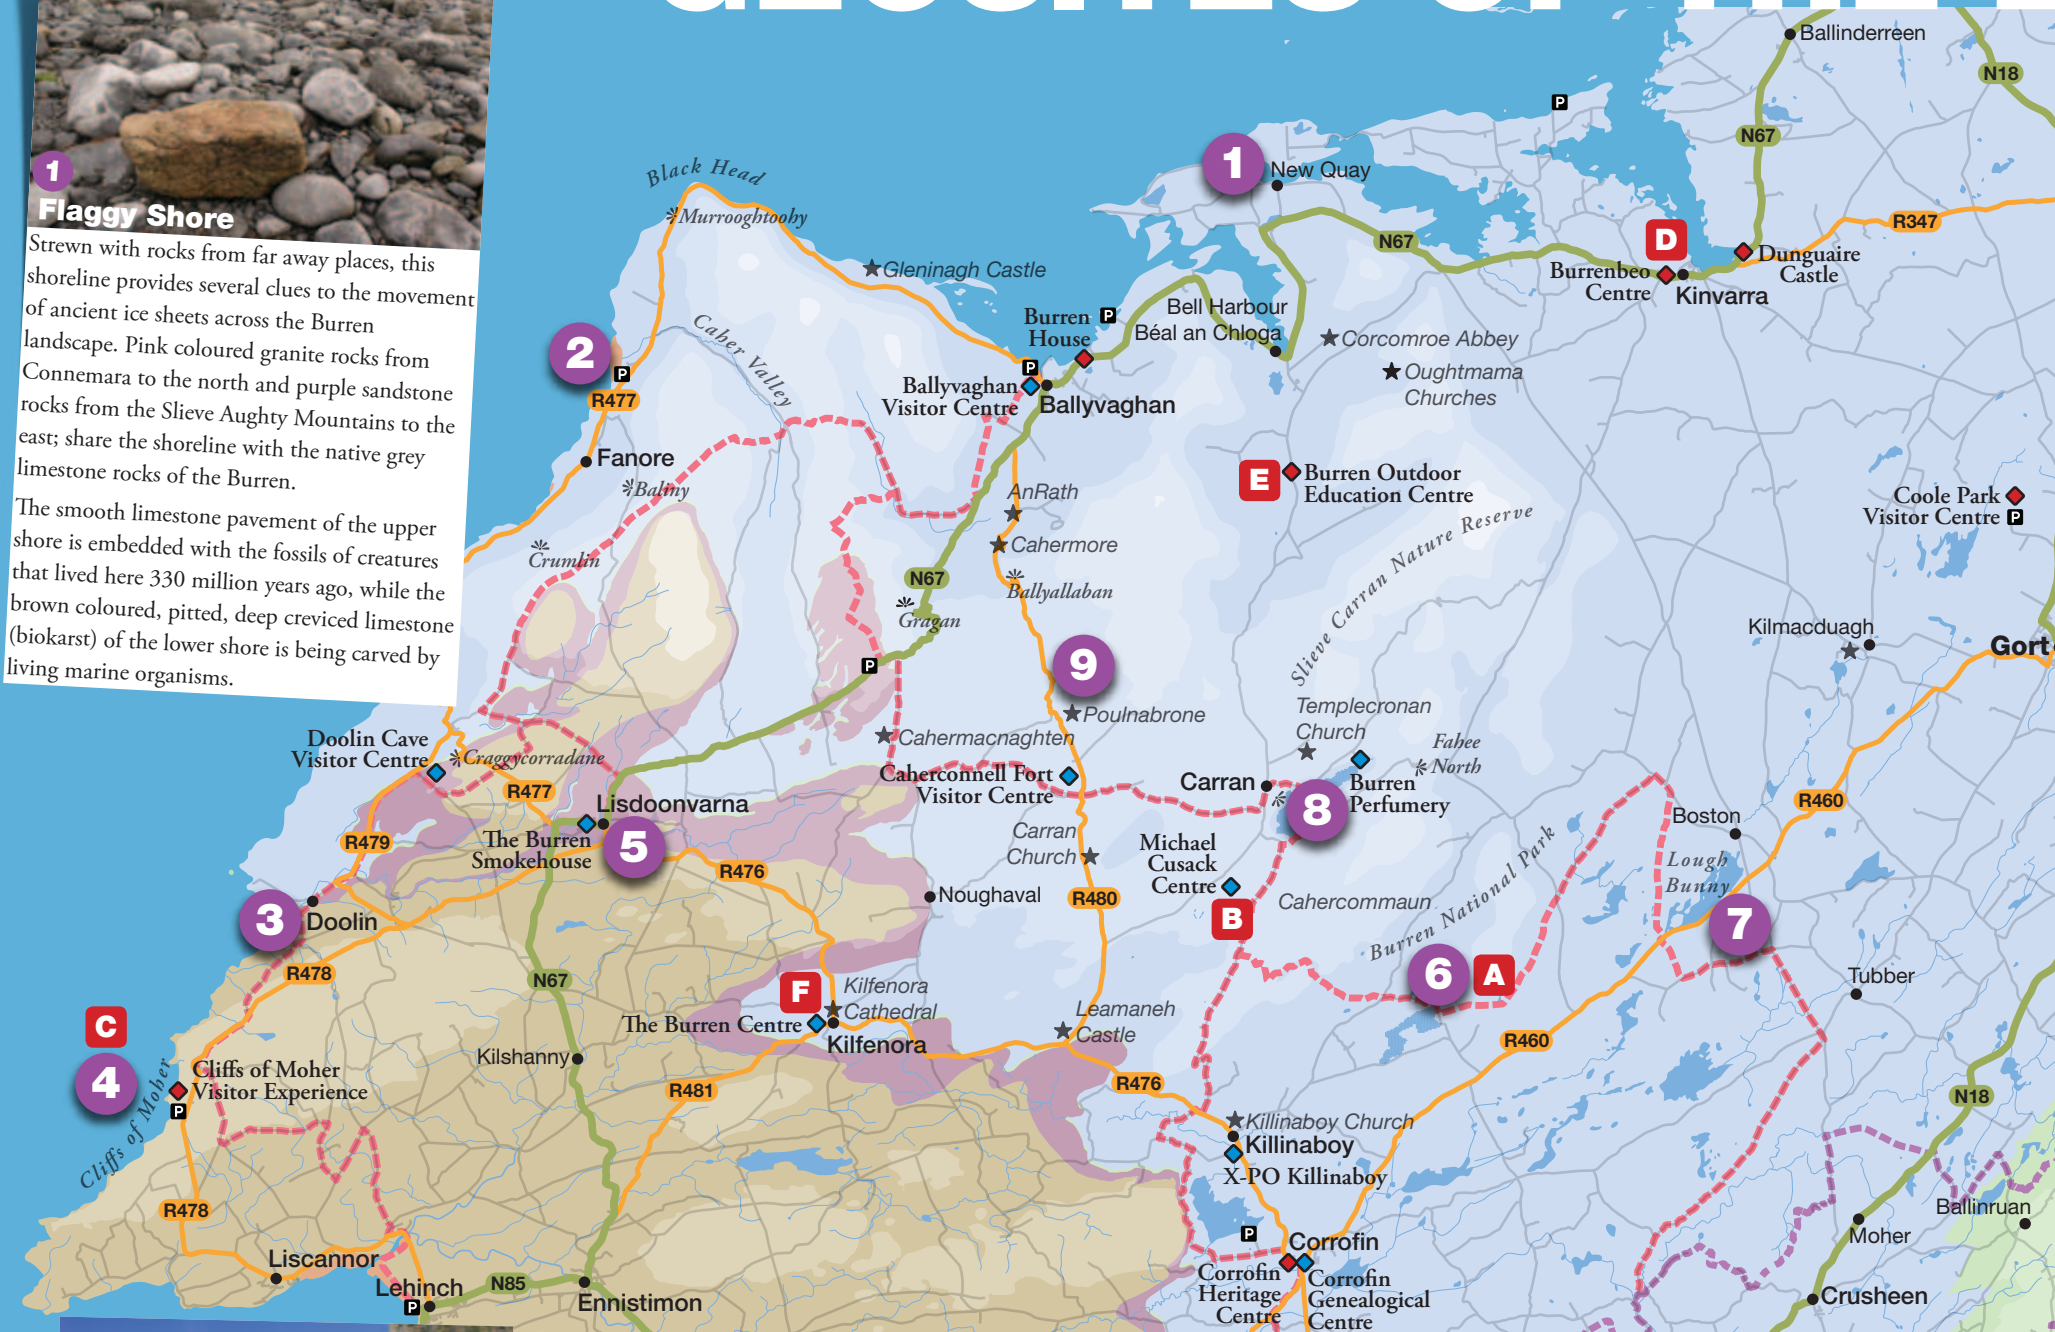 1
Flaggy Shore
Strewn with rocks from far away places, this
shoreline provides several clues to the movement
of ancient ice sheets across the Burren
landscape. Pink coloured granite rocks from
Connemara to the north and purple sandstone
rocks from the Slieve Aughty Mountains to the
east; share the shoreline with the native grey
limestone rocks of the Burren.
The smooth limestone pavement of the upper
shore is embedded with the fossils of creatures
that lived here 330 million years ago, while the
brown coloured, pitted, deep creviced limestone
(biokarst) of the lower shore is being carved by
living marine organisms.
Ballinderreen
N18
P
N67
Black Head
Murrooghtoohy
1
New Quay
N67
D
R347
Dunguaire
Castle
Burrenbeo
Centre
Kinvarra
Gleninagh Castle
Burren
House
P
Bell Harbour
Béal an Chloga
Corcomroe Abbey
Oughtmama
Churches
2
P
R477
Caher Valley
P
Ballyvaghan
Visitor Centre
Ballyvaghan
Fanore
Baliny
Crumlin
E
Burren Outdoor
Education Centre
Coole Park
Visitor Centre
P
AnRath
Cahermore
Ballyallaban
N67
Gragan
Slieve Carran Nature Reserve
Kilmacduagh
Gort
P
9
Poulnabrone
Templecronan
Church
Fahee
North
Doolin Cave
Visitor Centre
Craggycorradane
Cahermacnaghten
Caherconnell Fort
Visitor Centre
Carran
Burren
Perfumery
8
R477
Lisdoonvarna
The Burren
Smokehouse
5
R479
R476
Carran
Church
Michael
Cusack
Centre
B
Cahercommaun
Burren National Park
Boston
R460
Lough
Bunny
7
3
Doolin
Noughaval
R480
R478
N67
F
Kilfenora
Cathedral
The Burren Centre
Kilfenora
Leamaneh
Castle
6
A
Tubber
R460
C
4
Cliffs of Moher
Visitor Experience
P
Cliffs of Moher
Kilshanny
R481
R476
N18
Killinaboy Church
Killinaboy
X-PO Killinaboy
R478
Liscannor
Lehinch
P
N85
Ennistimon
P
Corrofin
Corrofin
Heritage
Centre
Corrofin
Genealogical
Centre
Ballinruan
Moher
Crusheen